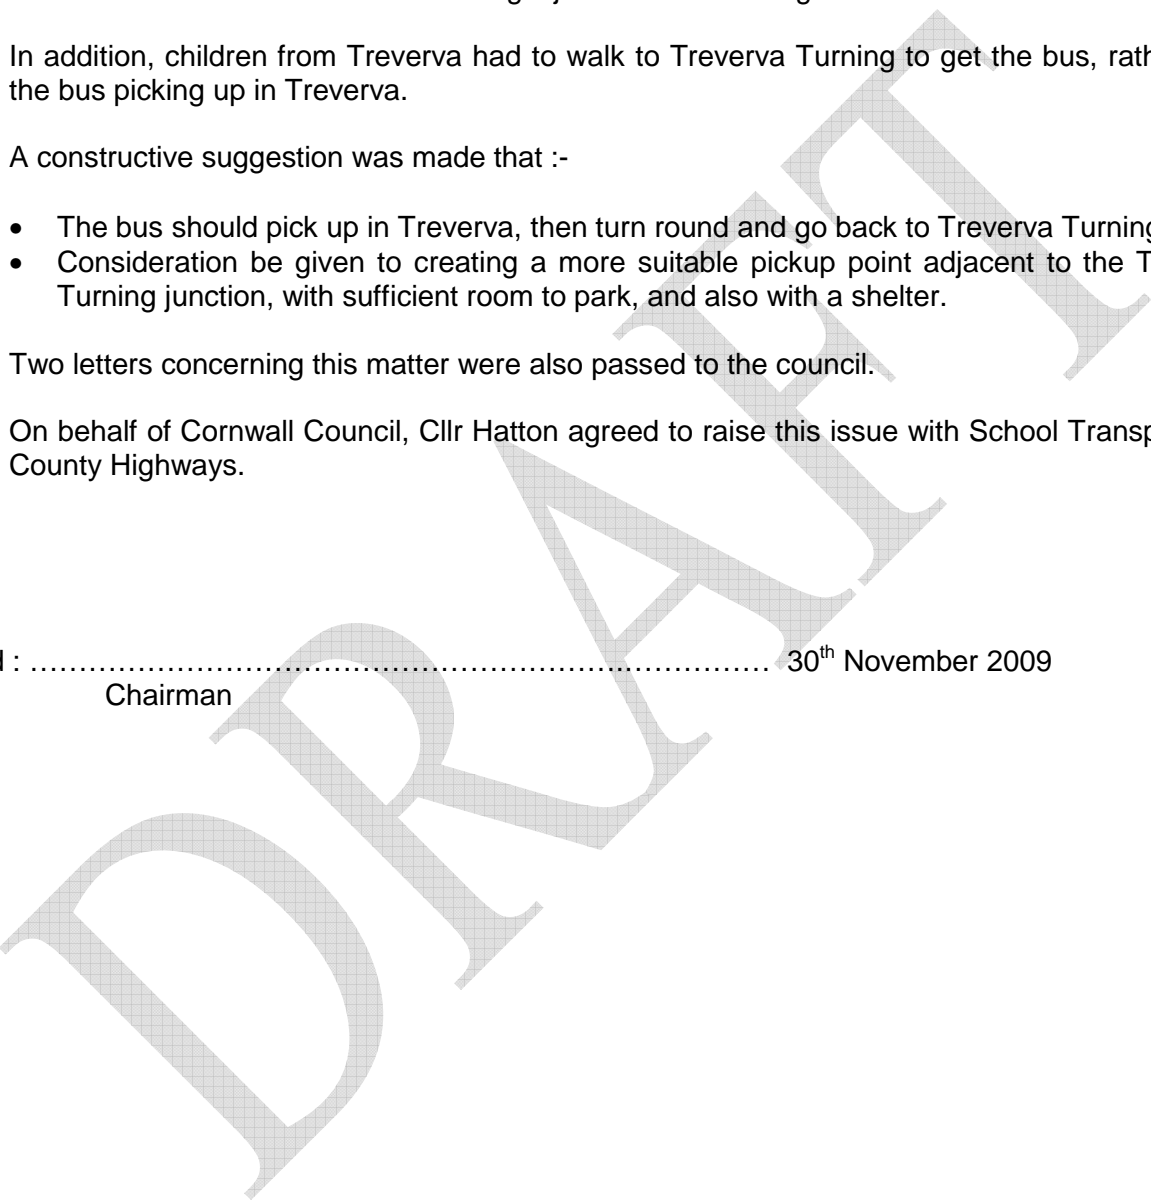 In addition, children from Treverva had to walk to Treverva Turning to get the bus,
the bus picking up in Treverva.
A constructive suggestion was made that :-
• The bus should pick up in Treverva, then turn round and go back to Treverva Turning
• Consideration be given to creating a more suitable pickup point adjacent to the
Turning junction, with sufficient room to park, and also with a shelter.
Two letters concerning this matter were also passed to the council.
On behalf of Cornwall Council, Cllr Hatton agreed to raise this issue with School
County Highways.
: ………………………………………………………………… 30th November 2009
Chairman
DRAFT